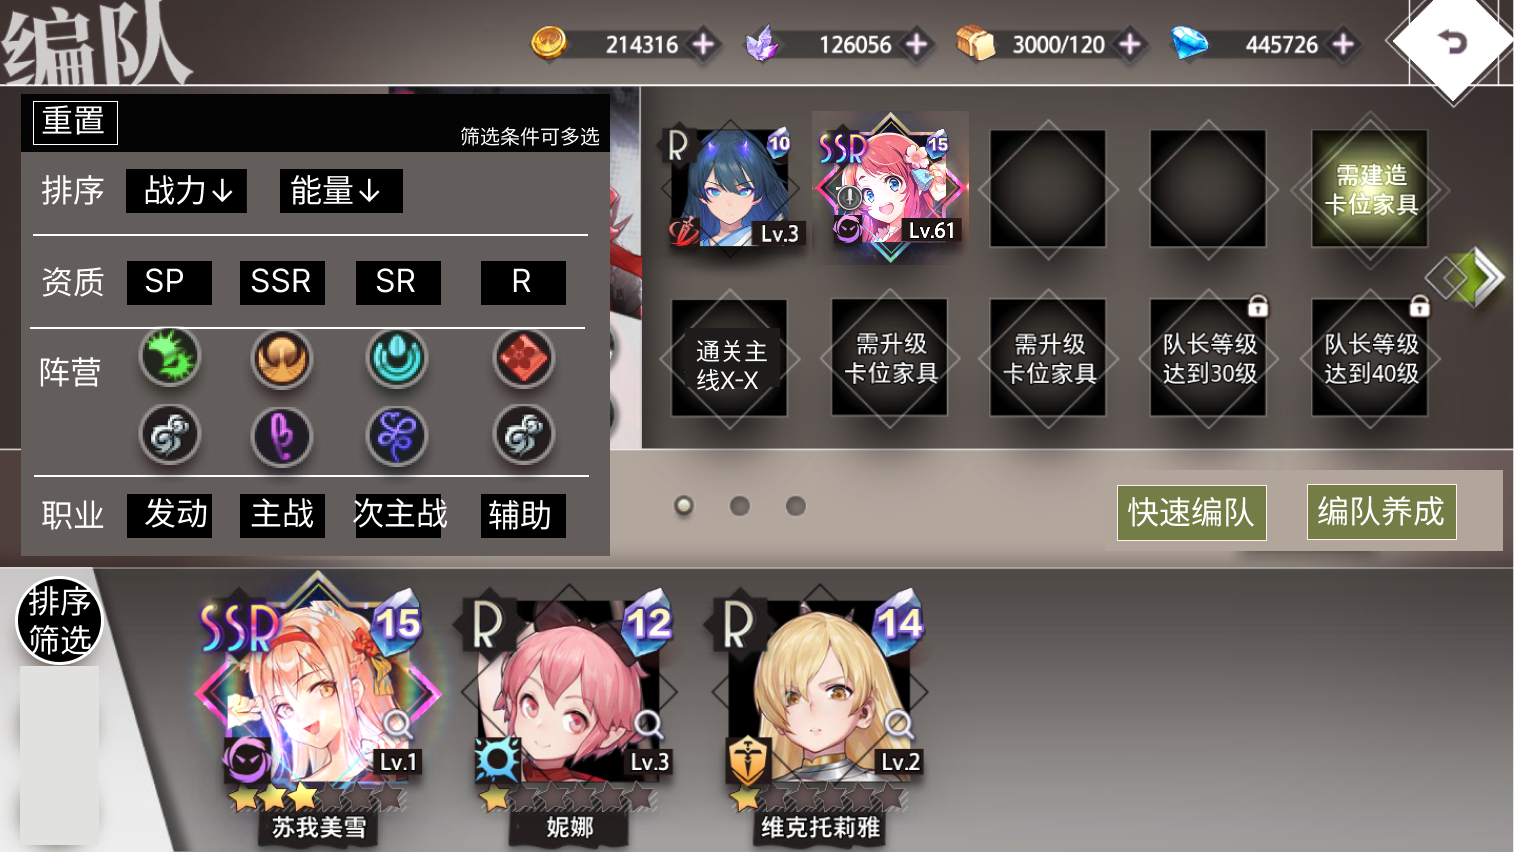 编队
214316
126056
3000/120
445726
重置
筛选条件可多选
排序 战力↓ 能量↓
资质 SP SSR SR R
阵营
职业 发动 主战 次主战 辅助
R 10 Lv.3
SSR 15 Lv.61
需建造
卡位家具
通关主
线X-X
需升级
卡位家具
需升级
卡位家具
队长等级
达到30级
队长等级
达到40级
快速编队
编队养成
排序
筛选
SSR 15
Lv.1
苏我美雪
R 12
Lv.3
妮娜
R 14
Lv.2
维克托莉雅